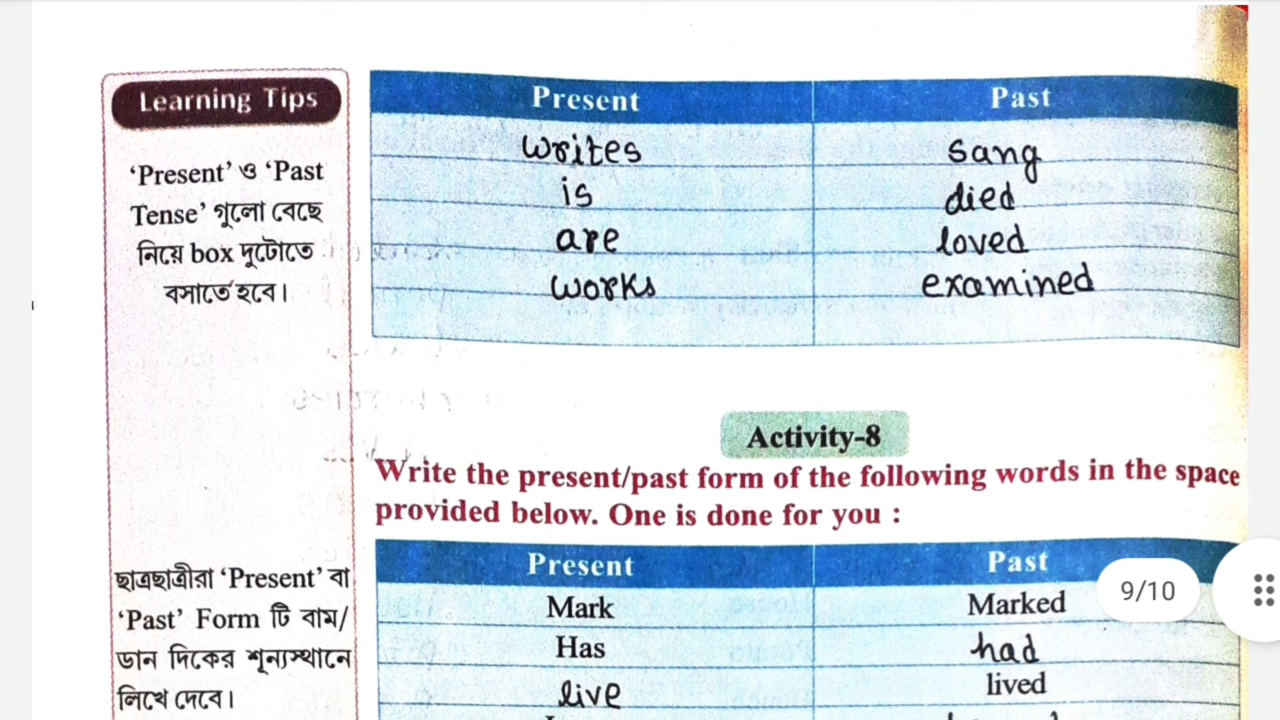 Learning Tips
'Present' ও 'Past
Tense' গুলো বেছে
নিয়ে box দুটোতে
বসাতে হবে।
Present Past
writes sang
is died
are loved
works examined
Activity-8
Write the present/past form of the following words in the space
provided below. One is done for you :
ছাত্রছাত্রীরা 'Present' বা
'Past' Form টি বাম/
ডান দিকের শূন্যস্থানে
লিখে দেবে।
Present Past
Mark Marked
Has had
live lived
9/10